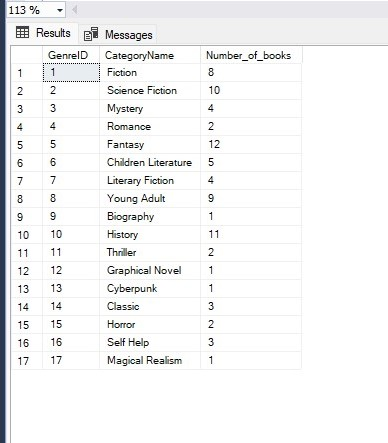 113 %
Results Messages
GenreID CategoryName Number_of_books
1 1 Fiction 8
2 2 Science Fiction 10
3 3 Mystery 4
4 4 Romance 2
5 5 Fantasy 12
6 6 Children Literature 5
7 7 Literary Fiction 4
8 8 Young Adult 9
9 9 Biography 1
10 10 History 11
11 11 Thriller 2
12 12 Graphical Novel 1
13 13 Cyberpunk 1
14 14 Classic 3
15 15 Horror 2
16 16 Self Help 3
17 17 Magical Realism 1